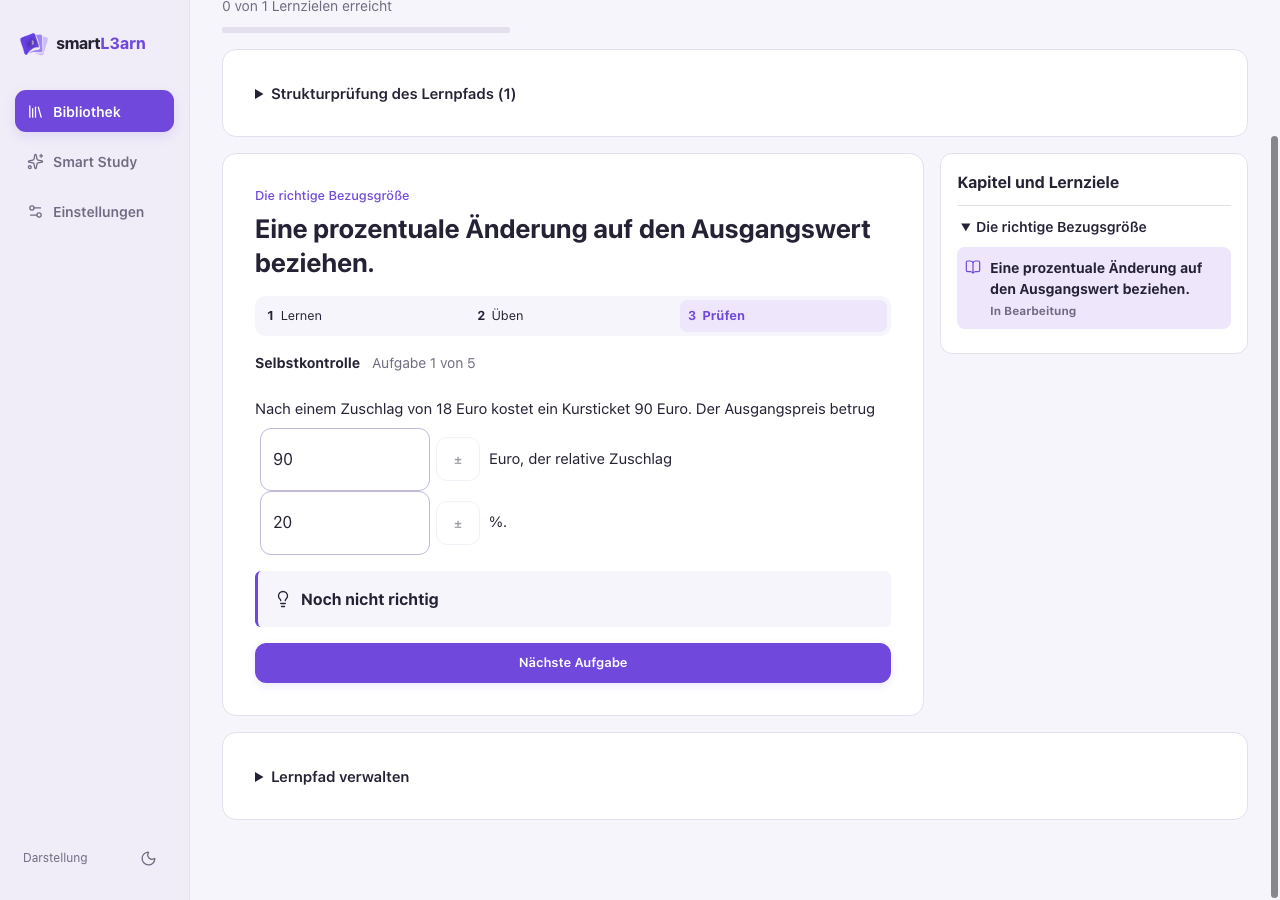 smartL3arn
Bibliothek
Smart Study
Einstellungen
Darstellung
0 von 1 Lernzielen erreicht
▶ Strukturprüfung des Lernpfads (1)
Die richtige Bezugsgröße
Eine prozentuale Änderung auf den Ausgangswert
beziehen.
1 Lernen
2 Üben
3 Prüfen
Selbstkontrolle Aufgabe 1 von 5
Nach einem Zuschlag von 18 Euro kostet ein Kursticket 90 Euro. Der Ausgangspreis betrug
90 ± Euro, der relative Zuschlag
20 ± %.
Noch nicht richtig
Nächste Aufgabe
Kapitel und Lernziele
▼ Die richtige Bezugsgröße
Eine prozentuale Änderung auf
den Ausgangswert beziehen.
In Bearbeitung
▶ Lernpfad verwalten